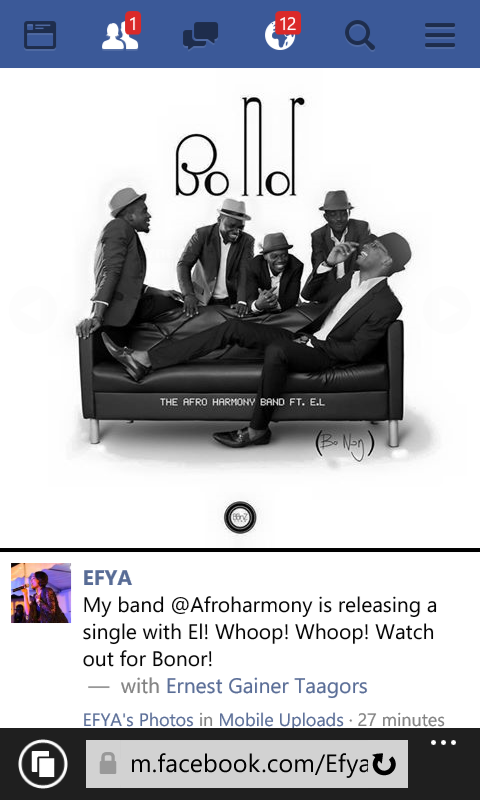 1
12
Bo Nor
THE AFRO HARMONY BAND FT. E.L
EFYA
My band @Afroharmony is releasing a
single with El! Whoop! Whoop! Watch
out for Bonor!
— with Ernest Gainer Taagors
EFYA's Photos in Mobile Uploads · 27 minutes
m.facebook.com/Efya